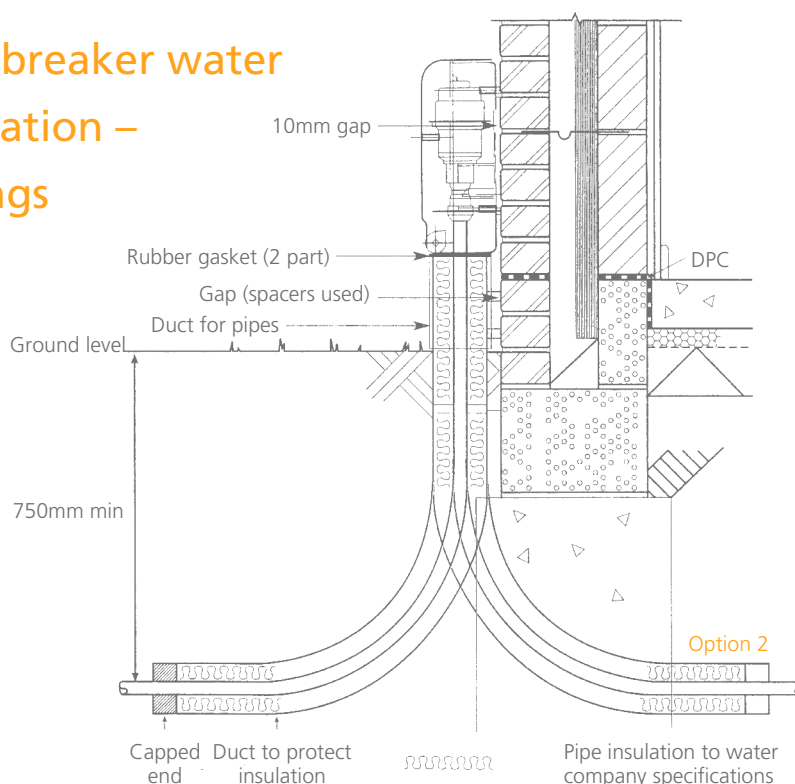 breaker water
ation –
ngs
10mm gap
Rubber gasket (2 part)
DPC
Gap (spacers used)
Duct for pipes
Ground level
750mm min
Option 2
Capped
end
Duct to protect
insulation
Pipe insulation to water
company specifications